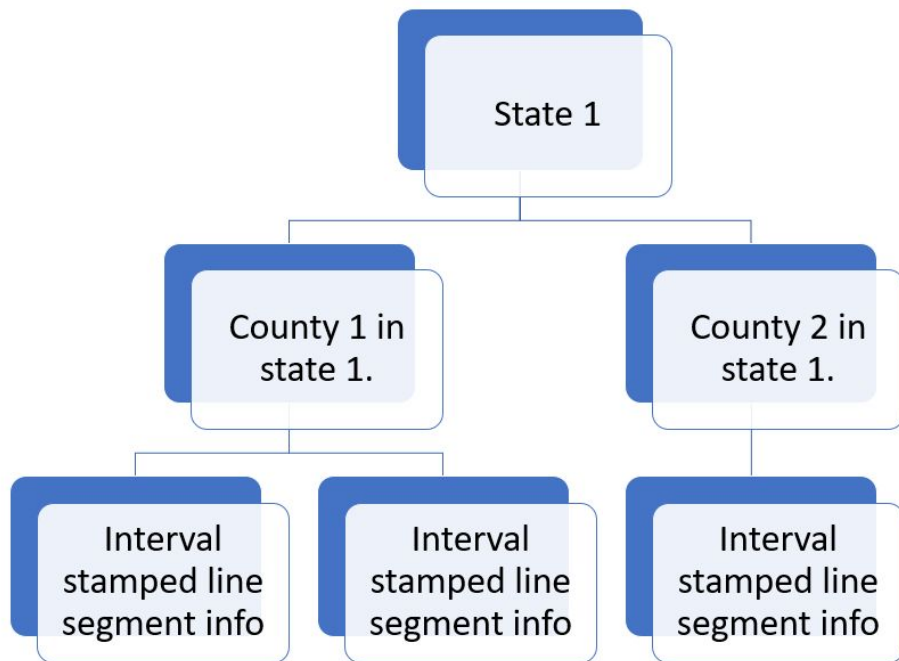 State 1
County 1 in
state 1.
County 2 in
state 1.
Interval
stamped line
segment info
Interval
stamped line
segment info
Interval
stamped line
segment info